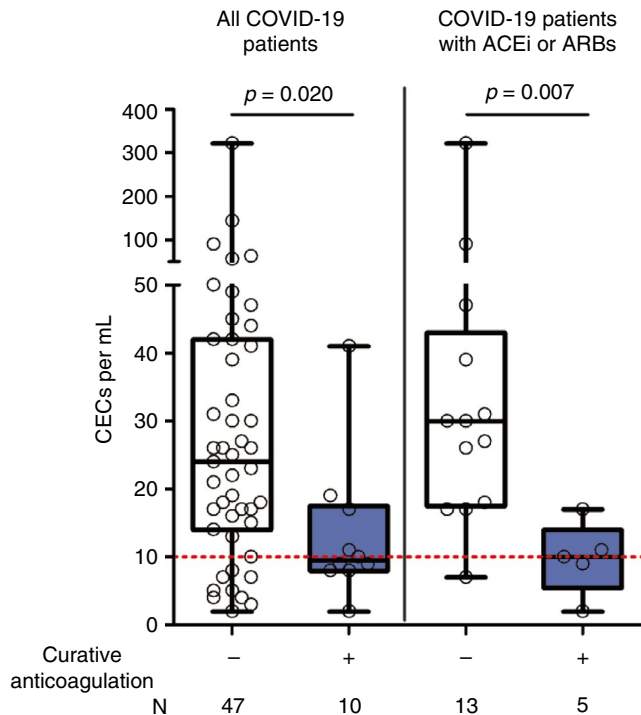 All COVID-19
patients
COVID-19 patients
with ACEi or ARBs
p = 0.020
p = 0.007
400
300
200
100
50
40
30
20
10
0
CECs per mL
Curative
anticoagulation
− + − +
N 47 10 13 5